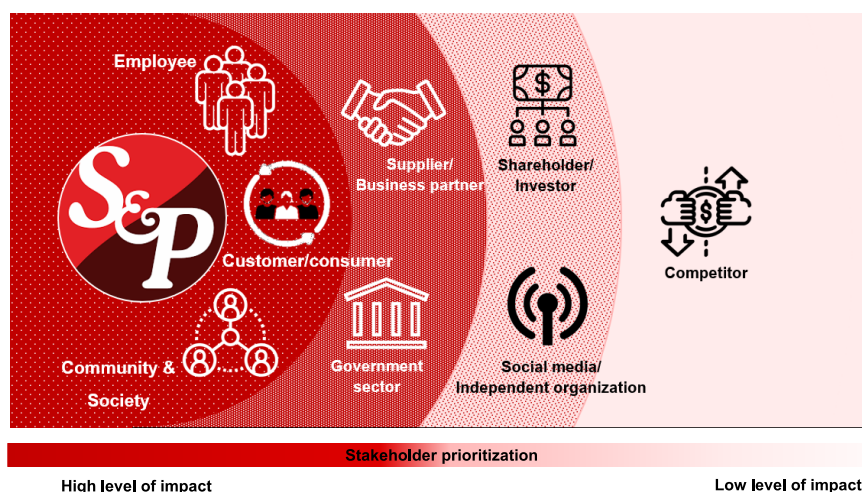 Employee
S&P
Customer/consumer
Community &
Society
Supplier/
Business partner
Government
sector
$
Shareholder/
Investor
Social media/
Independent organization
$
Competitor
Stakeholder prioritization
High level of impact
Low level of impact